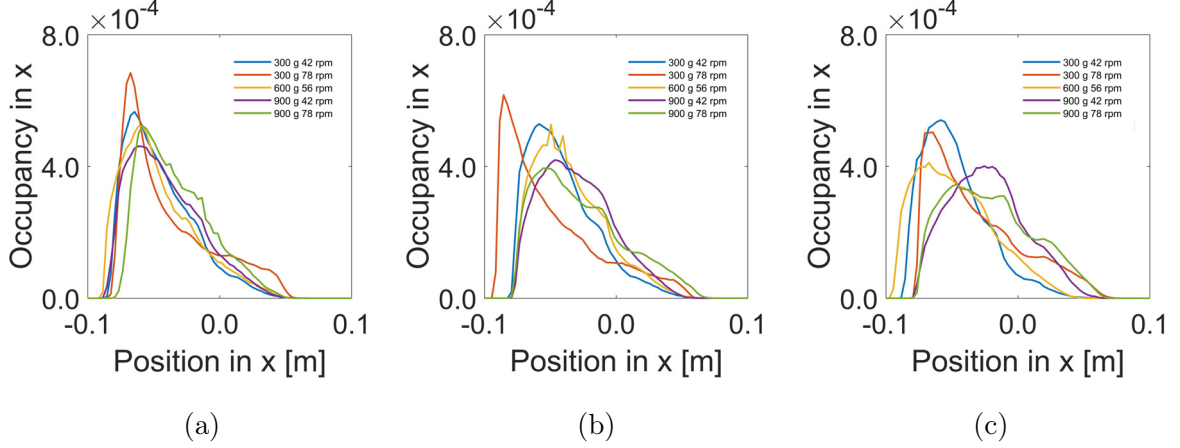 ×10-4
8.0
4.0
0.0
Occupancy in x
300 g 42 rpm
300 g 78 rpm
600 g 56 rpm
900 g 42 rpm
900 g 78 rpm
-0.1 0.0 0.1
Position in x [m]
(a)
×10-4
8.0
4.0
0.0
Occupancy in x
300 g 42 rpm
300 g 78 rpm
600 g 56 rpm
900 g 42 rpm
900 g 78 rpm
-0.1 0.0 0.1
Position in x [m]
(b)
×10-4
8.0
4.0
0.0
Occupancy in x
300 g 42 rpm
300 g 78 rpm
600 g 56 rpm
900 g 42 rpm
900 g 78 rpm
-0.1 0.0 0.1
Position in x [m]
(c)